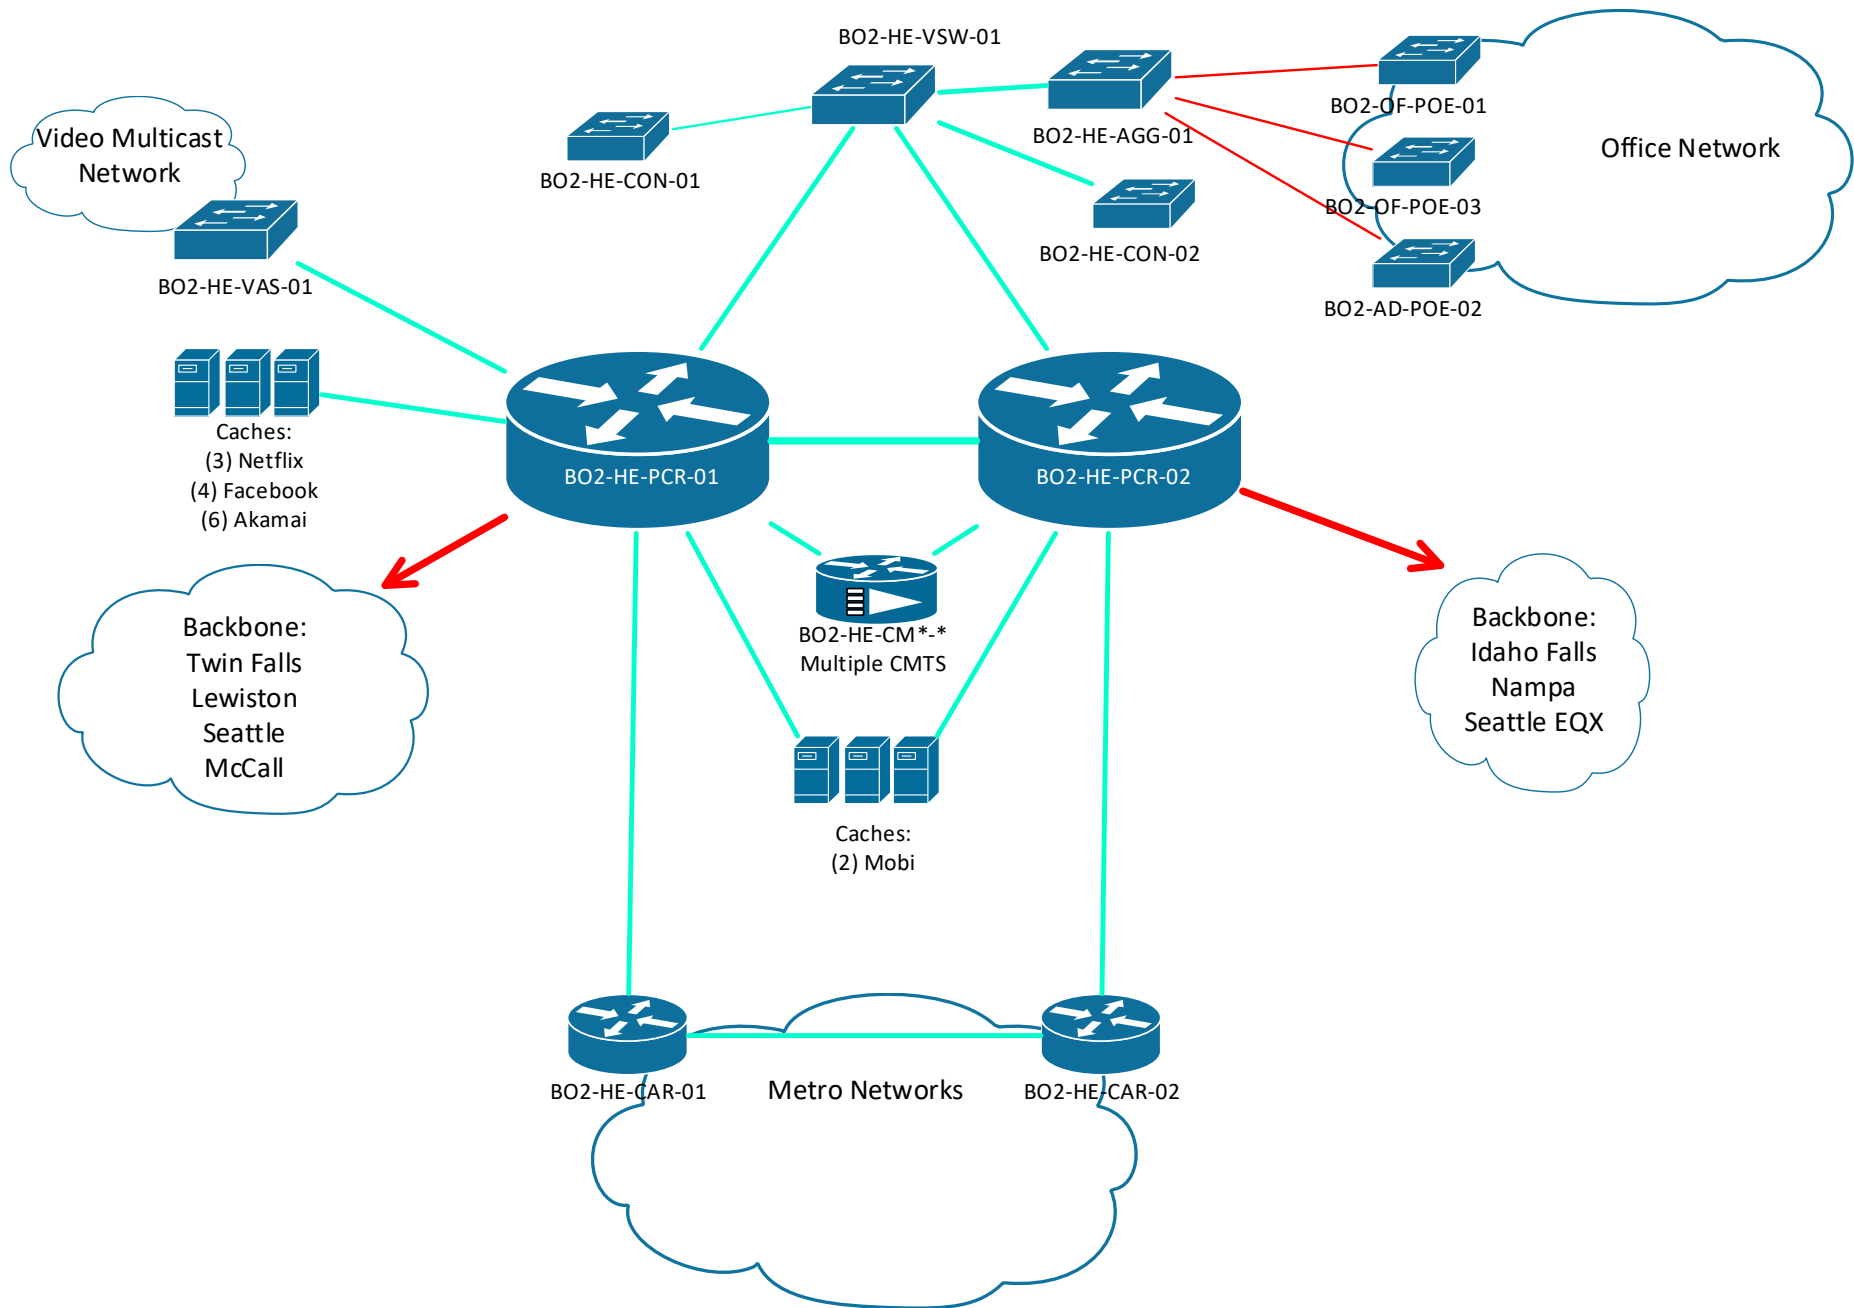 BO2-HE-VSW-01
BO2-OF-POE-01
Video Multicast
Network
BO2-HE-AGG-01
Office Network
BO2-HE-CON-01
BO2-OF-POE-03
BO2-HE-CON-02
BO2-HE-VAS-01
BO2-AD-POE-02
Caches:
(3) Netflix
(4) Facebook
(6) Akamai
BO2-HE-PCR-01
BO2-HE-PCR-02
Backbone:
Twin Falls
Lewiston
Seattle
McCall
BO2-HE-CM*-*
Multiple CMTS
Backbone:
Idaho Falls
Nampa
Seattle EQX
Caches:
(2) Mobi
BO2-HE-CAR-01
Metro Networks
BO2-HE-CAR-02